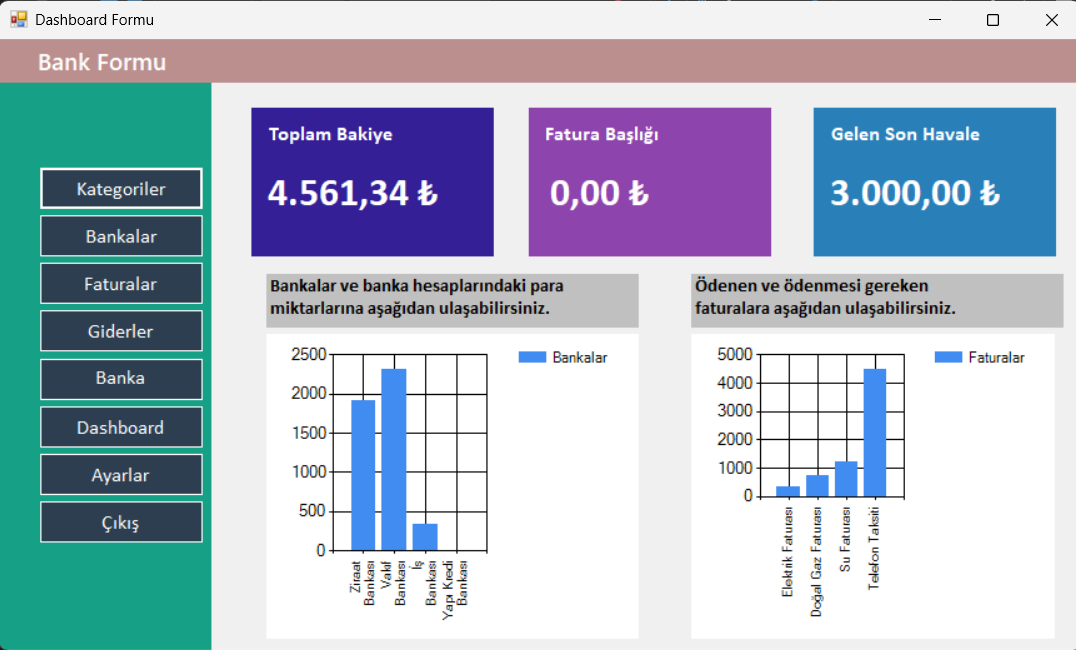 Dashboard Formu
Bank Formu
Kategoriler
Bankalar
Faturalar
Giderler
Banka
Dashboard
Ayarlar
Çıkış
Toplam Bakiye
4.561,34 ₺
Fatura Başlığı
0,00 ₺
Gelen Son Havale
3.000,00 ₺
Bankalar ve banka hesaplarındaki para
miktarlarına aşağıdan ulaşabilirsiniz.
2500
2000
1500
1000
500
0
Ziraat
Bankası
Vakıf
Bankası
İş
Bankası
Yapı Kredi
Bankası
Bankalar
Ödenen ve ödenmesi gereken
faturalara aşağıdan ulaşabilirsiniz.
5000
4000
3000
2000
1000
0
Elektrik Faturası
Doğal Gaz Faturası
Su Faturası
Telefon Taksiti
Faturalar